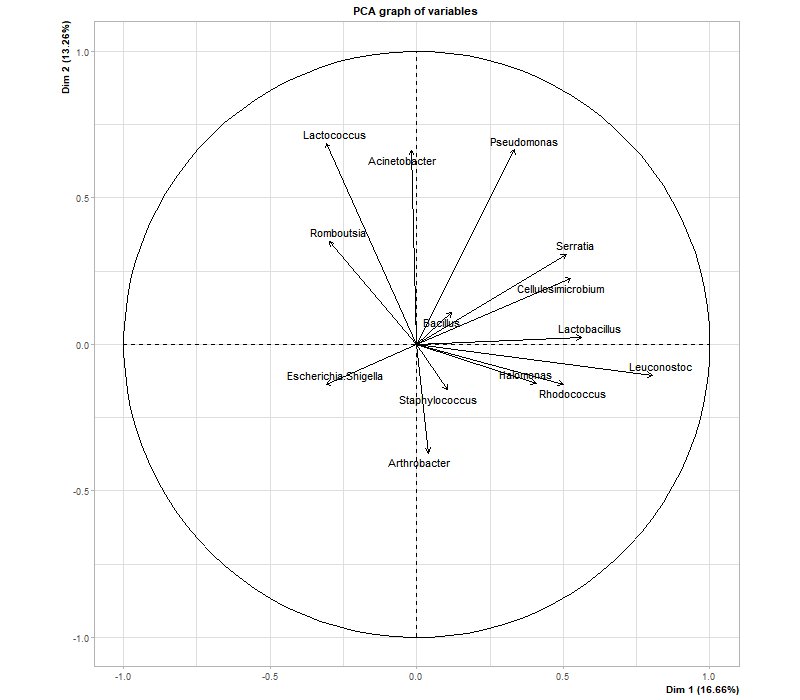 PCA graph of variables
Dim 2 (13.26%)
1.0
Lactococcus
Pseudomonas
Acinetobacter
0.5
Romboutsia
Serratia
Cellulosimicrobium
Bacillus
Lactobacillus
0.0
Leuconostoc
Escherichia-Shigella
Halomonas
Rhodococcus
Staphylococcus
Arthrobacter
-0.5
-1.0
-1.0 -0.5 0.0 0.5 1.0
Dim 1 (16.66%)